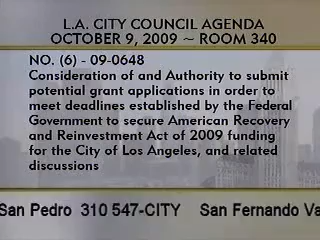 L.A. CITY COUNCIL AGENDA
OCTOBER 9, 2009 ~ ROOM 340
NO. (6) - 09-0648
Consideration of and Authority to submit
potential grant applications in order to
meet deadlines established by the Federal
Government to secure American Recovery
and Reinvestment Act of 2009 funding
for the City of Los Angeles, and related
discussions
San Pedro 310 547-CITY San Fernando Va